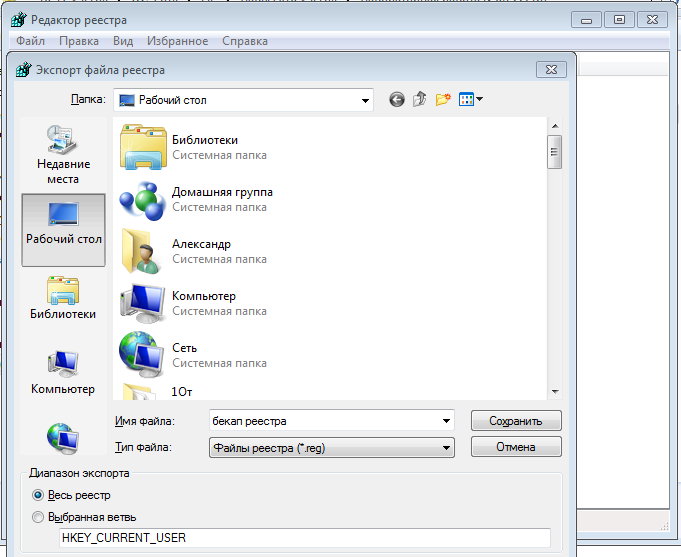 Редактор реестра
Файл Правка Вид Избранное Справка
Экспорт файла реестра
Папка: Рабочий стол
Недавние места
Рабочий стол
Библиотеки
Компьютер
Библиотеки
Системная папка
Домашняя группа
Системная папка
Александр
Системная папка
Компьютер
Системная папка
Сеть
Системная папка
1От
Имя файла: бекап реестра Сохранить
Тип файла: Файлы реестра (*.reg) Отмена
Диапазон экспорта
Весь реестр
Выбранная ветвь
HKEY_CURRENT_USER